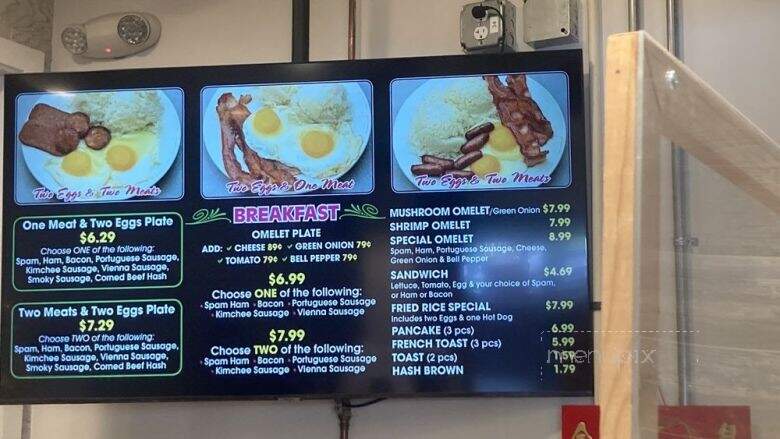 Two Eggs & Two Meats
Two Eggs & One Meat
Two Eggs & Two Meats
One Meat & Two Eggs Plate
$6.29
Choose ONE of the following:
Spam, Ham, Bacon, Portuguese Sausage,
Kimchee Sausage, Vienna Sausage,
Smoky Sausage, Corned Beef Hash
Two Meats & Two Eggs Plate
$7.29
Choose TWO of the following:
Spam, Ham, Bacon, Portuguese Sausage,
Kimchee Sausage, Vienna Sausage,
Smoky Sausage, Corned Beef Hash
BREAKFAST
OMELET PLATE
ADD: ✓ CHEESE 89¢ ✓ GREEN ONION 79¢
✓ TOMATO 79¢ ✓ BELL PEPPER 79¢
$6.99
Choose ONE of the following:
• Spam Ham • Bacon • Portuguese Sausage
• Kimchee Sausage • Vienna Sausage
$7.99
Choose TWO of the following:
• Spam Ham • Bacon • Portuguese Sausage
• Kimchee Sausage • Vienna Sausage
MUSHROOM OMELET/Green Onion $7.99
SHRIMP OMELET 7.99
SPECIAL OMELET 8.99
Spam, Ham, Portuguese Sausage, Cheese,
Green Onion & Bell Pepper
SANDWICH $4.69
Lettuce, Tomato, Egg & your choice of Spam,
or Ham or Bacon
FRIED RICE SPECIAL $7.99
Includes two Eggs & one Hot Dog
PANCAKE (3 pcs) 6.99
FRENCH TOAST (3 pcs) 5.99
TOAST (2 pcs)
HASH BROWN 1.79
menupix